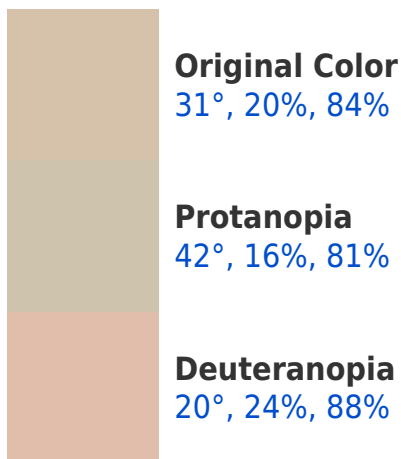 Original Color
31°, 20%, 84%
Protanopia
42°, 16%, 81%
Deuteranopia
20°, 24%, 88%